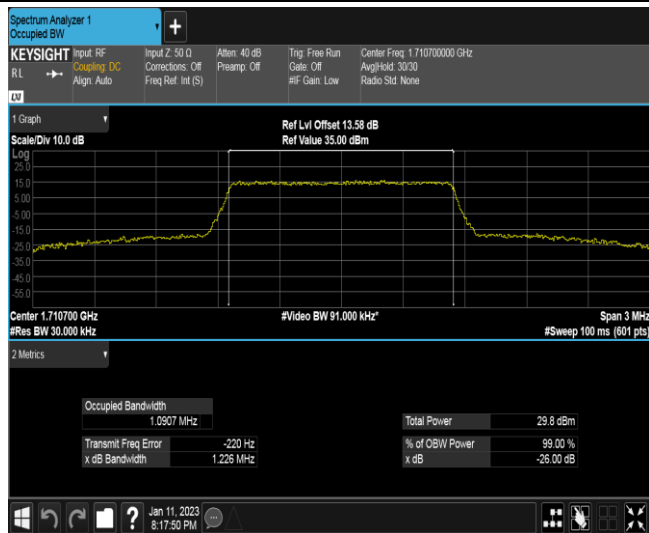 Spectrum Analyzer 1
Occupied BW
+
KEYSIGHT
RL
Input: RF
Coupling: DC
Align: Auto
Input Z: 50 Ω
Corrections: Off
Freq Ref: Int (S)
Atten: 40 dB
Preamp: Off
Trig: Free Run
Gate: Off
#IF Gain: Low
Center Freq: 1.710700000 GHz
Avg|Hold: 30/30
Radio Std: None
LXI
1 Graph
Scale/Div 10.0 dB
Ref Lvl Offset 13.58 dB
Ref Value 35.00 dBm
Log
25.0
15.0
5.00
-5.00
-15.0
-25.0
-35.0
-45.0
-55.0
Center 1.710700 GHz
#Res BW 30.000 kHz
#Video BW 91.000 kHz*
Span 3 MHz
#Sweep 100 ms (601 pts)
2 Metrics
Occupied Bandwidth
1.0907 MHz
Transmit Freq Error -220 Hz
x dB Bandwidth 1.226 MHz
Total Power 29.8 dBm
% of OBW Power 99.00 %
x dB -26.00 dB
?
Jan 11, 2023
8:17:50 PM